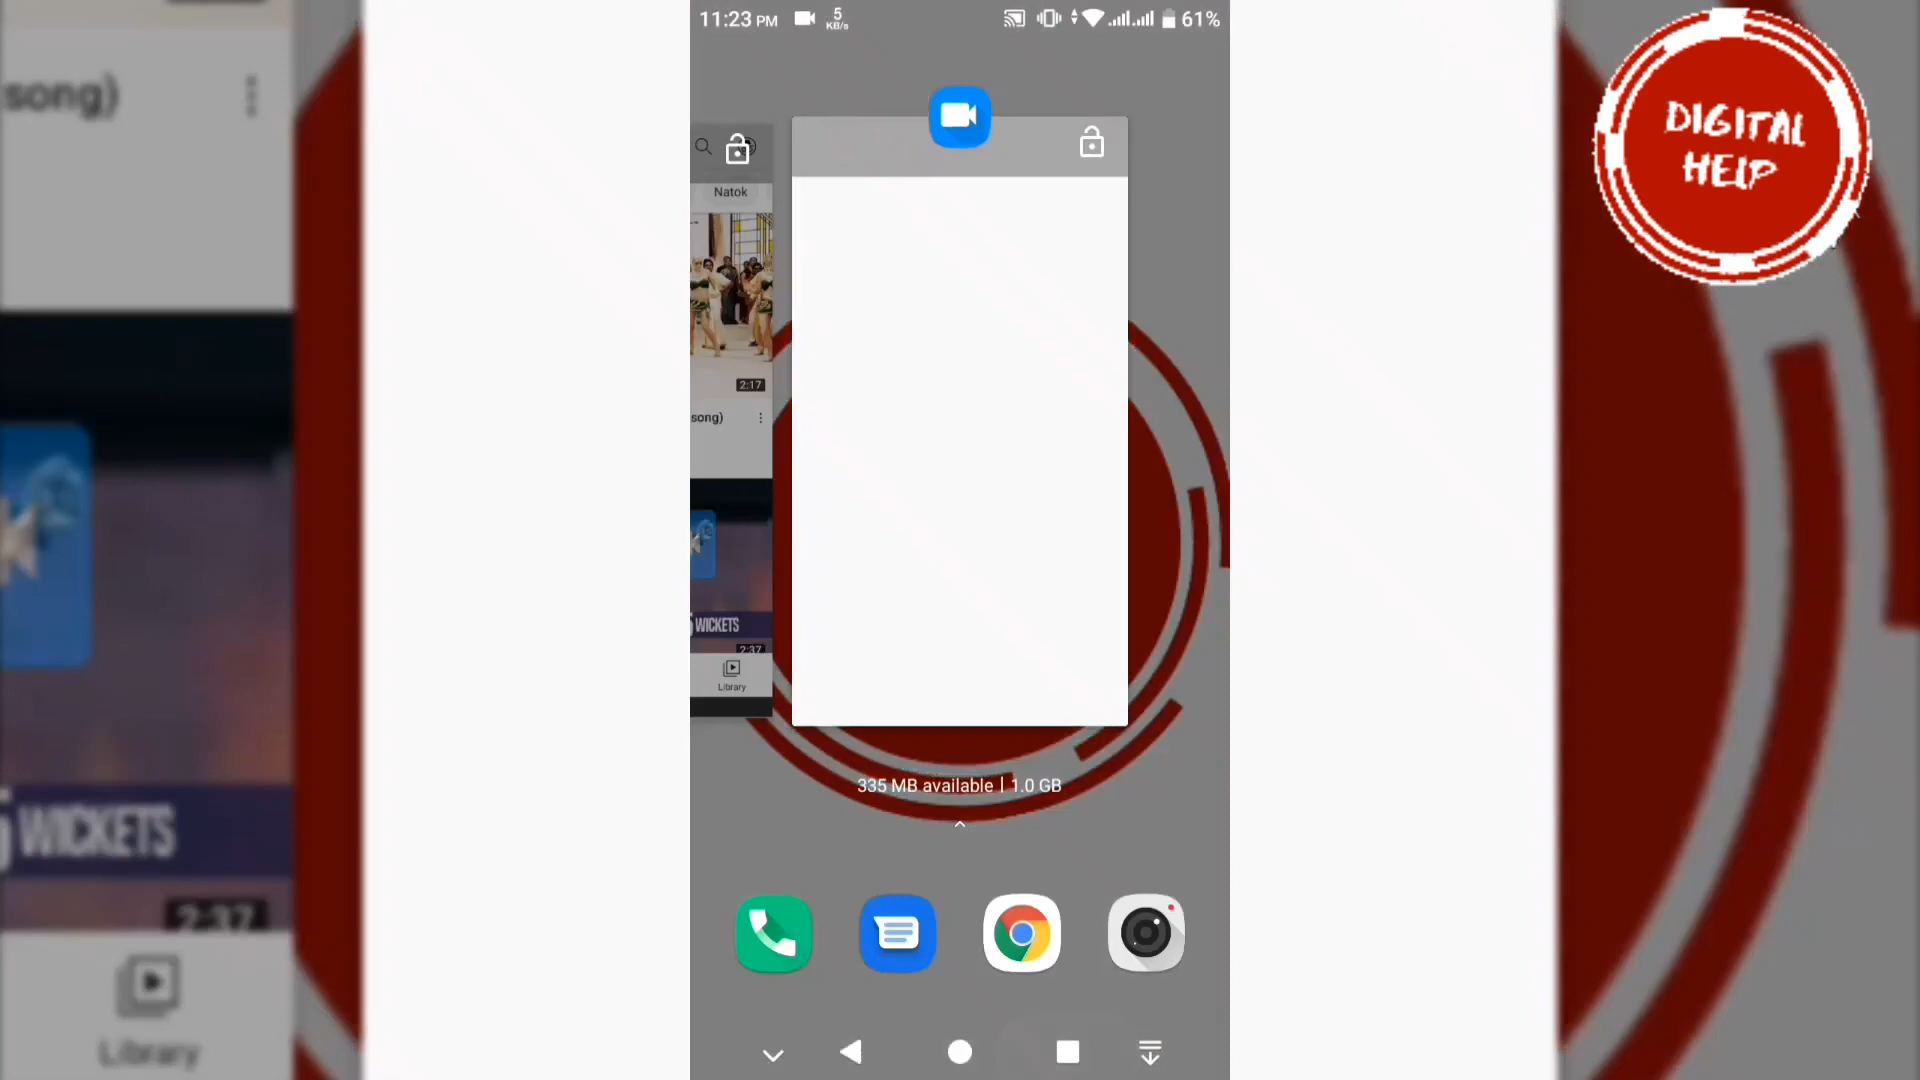 song)
WICKETS
2:37
Library
11:23 PM
5
KB/s
61%
Natok
2:17
song)
WICKETS
2:37
Library
335 MB available | 1.0 GB
DIGITAL
HELP